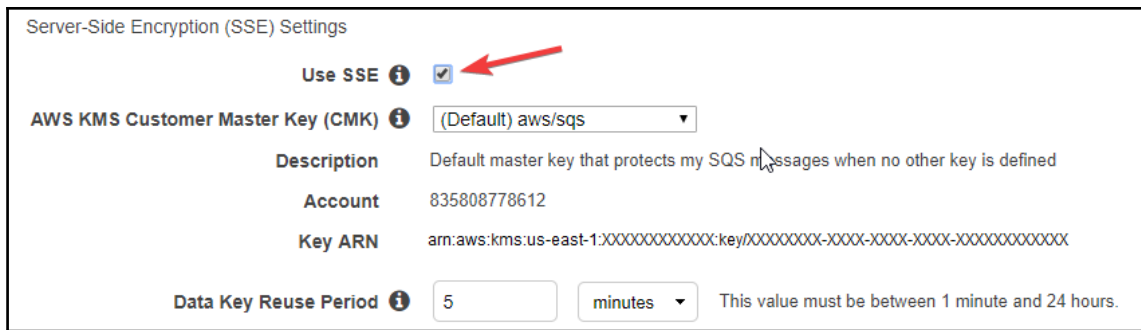 Server-Side Encryption (SSE) Settings
Use SSE
AWS KMS Customer Master Key (CMK) (Default) aws/sqs
Description Default master key that protects my SQS messages when no other key is defined
Account 835808778612
Key ARN arn:aws:kms:us-east-1:XXXXXXXXXXXX:key/XXXXXXXX-XXXX-XXXX-XXXX-XXXXXXXXXXXX
Data Key Reuse Period 5 minutes This value must be between 1 minute and 24 hours.